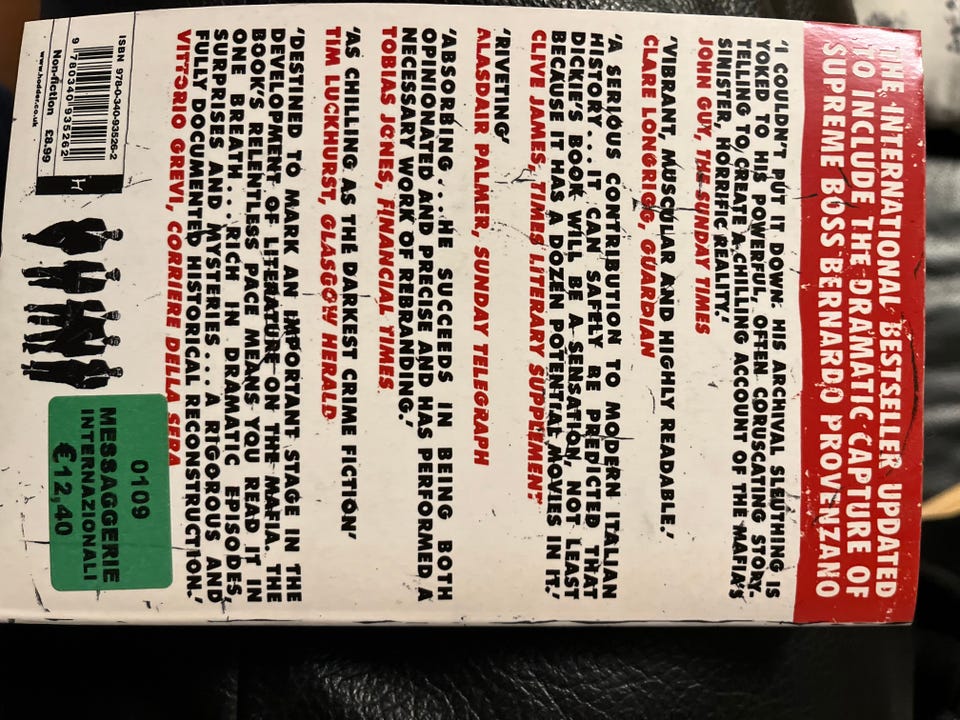 THE INTERNATIONAL BESTSELLER UPDATED
TO INCLUDE THE DRAMATIC CAPTURE OF
SUPREME BOSS BERNARDO PROVENZANO
'I COULDN'T PUT IT DOWN: HIS ARCHIVAL SLEUTHING IS
YOKED TO HIS POWERFUL, OFTEN CORUSCATING STORY-
TELLING TO CREATE A CHILLING ACCOUNT OF THE MAFIA'S
SINISTER, HORRIFIC REALITY.'
JOHN GUY, THE SUNDAY TIMES
'VIBRANT, MUSCULAR AND HIGHLY READABLE.'
CLARE LONGRIGG, GUARDIAN
'A SERIOUS CONTRIBUTION TO MODERN ITALIAN
HISTORY...IT CAN SAFELY BE PREDICTED THAT
DICKIE'S BOOK WILL BE A SENSATION, NOT LEAST
BECAUSE IT HAS A DOZEN POTENTIAL MOVIES IN IT.'
CLIVE JAMES, TIMES LITERARY SUPPLEMENT
'RIVETING'
ALASDAIR PALMER, SUNDAY TELEGRAPH
'ABSORBING...HE SUCCEEDS IN BEING BOTH
OPINIONATED AND PRECISE AND HAS PERFORMED A
NECESSARY WORK OF REBRANDING.'
TOBIAS JONES, FINANCIAL TIMES
'AS CHILLING AS THE DARKEST CRIME FICTION'
TIM LUCKHURST, GLASGOW HERALD
'DESTINED TO MARK AN IMPORTANT STAGE IN THE
DEVELOPMENT OF LITERATURE ON THE MAFIA. THE
BOOK'S RELENTLESS PACE MEANS YOU READ IT IN
ONE BREATH...RICH IN DRAMATIC EPISODES,
SURPRISES AND MYSTERIES...A RIGOROUS AND
FULLY DOCUMENTED HISTORICAL RECONSTRUCTION.'
VITTORIO GREVI, CORRIERE DELLA SERA
ISBN 978-0-340-93526-2
9 780340 935262
Non-fiction £8.99
www.hodder.co.uk
0109
MESSAGGERIE
INTERNAZIONALI
€12,40